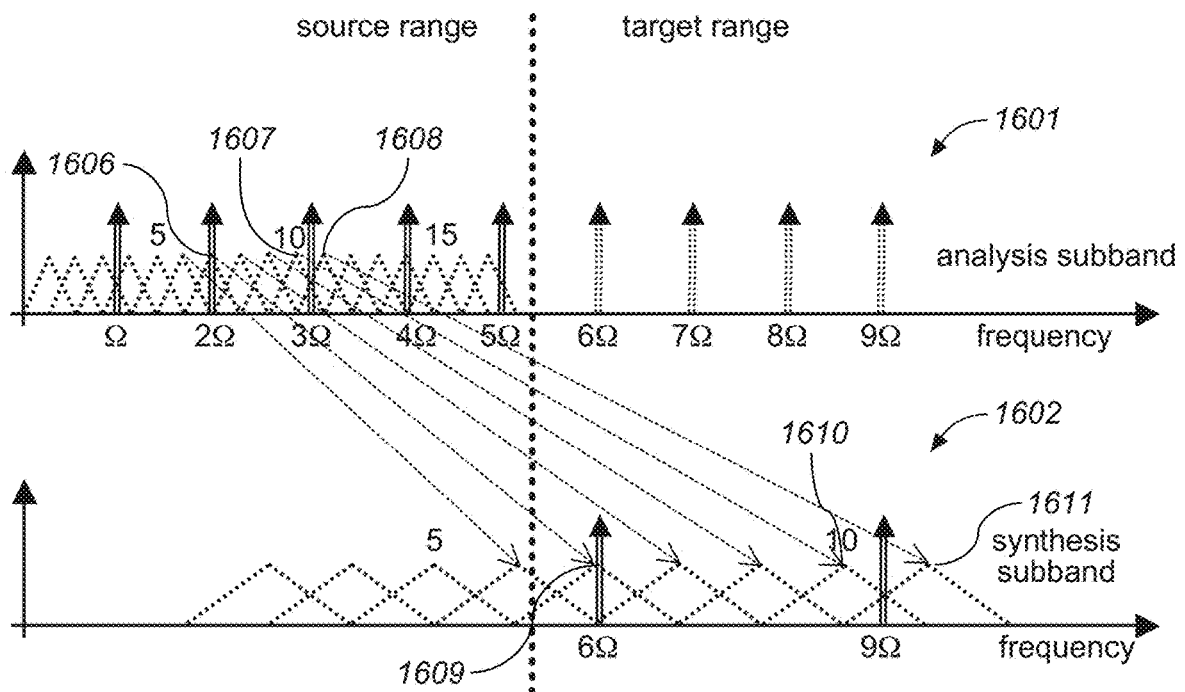 source range target range
1601
1606 1607 1608
5 10 15
analysis subband
Ω 2Ω 3Ω 4Ω 5Ω 6Ω 7Ω 8Ω 9Ω frequency
1602
1610
1611
5 10 synthesis
subband
6Ω 9Ω frequency
1609